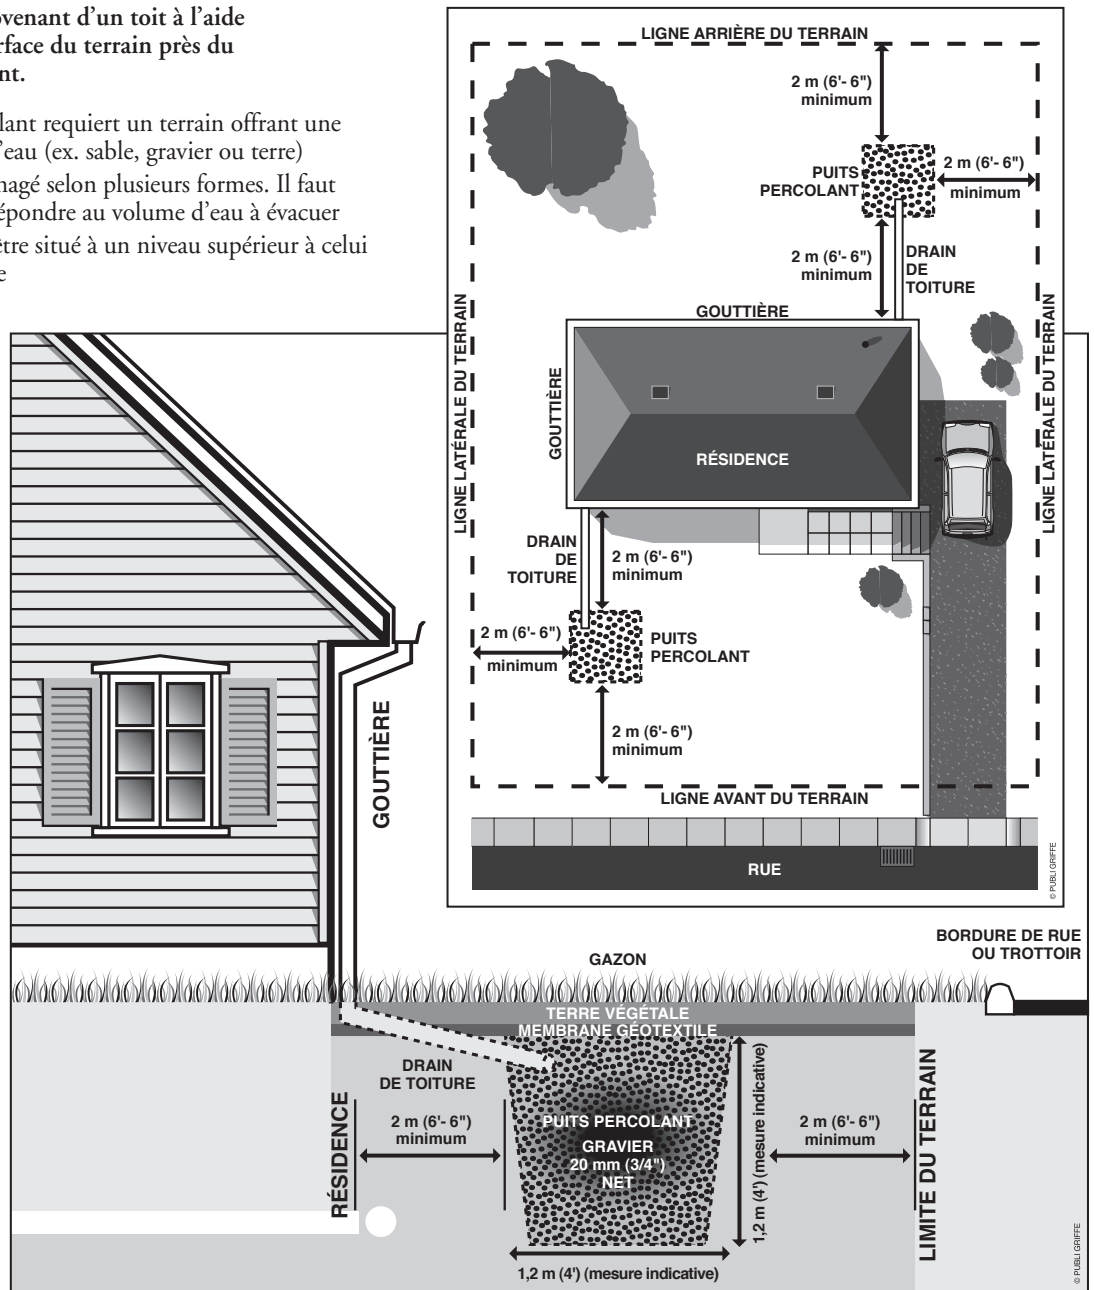 ovenant d’un toit à l’aide
rface du terrain près du
nt.
lant requiert un terrain offrant une
’eau (ex. sable, gravier ou terre)
nagé selon plusieurs formes. Il faut
épondre au volume d’eau à évacuer
être situé à un niveau supérieur à celui
e
LIGNE ARRIÈRE DU TERRAIN
2 m (6'- 6")
minimum
PUITS
PERCOLANT
2 m (6'- 6")
minimum
2 m (6'- 6")
minimum
DRAIN
DE
TOITURE
GOUTTIÈRE
GOUTTIÈRE
LIGNE LATÉRALE DU TERRAIN
LIGNE LATÉRALE DU TERRAIN
RÉSIDENCE
DRAIN
DE
TOITURE
2 m (6'- 6")
minimum
2 m (6'- 6")
minimum
PUITS
PERCOLANT
2 m (6'- 6")
minimum
LIGNE AVANT DU TERRAIN
RUE
© PUBLI GRIFFE
GOUTTIÈRE
BORDURE DE RUE
OU TROTTOIR
GAZON
TERRE VÉGÉTALE
MEMBRANE GÉOTEXTILE
DRAIN
DE TOITURE
RÉSIDENCE
2 m (6'- 6")
minimum
PUITS PERCOLANT
GRAVIER
20 mm (3/4")
NET
1,2 m (4') (mesure indicative)
2 m (6'- 6")
minimum
LIMITE DU TERRAIN
1,2 m (4') (mesure indicative)
© PUBLI GRIFFE